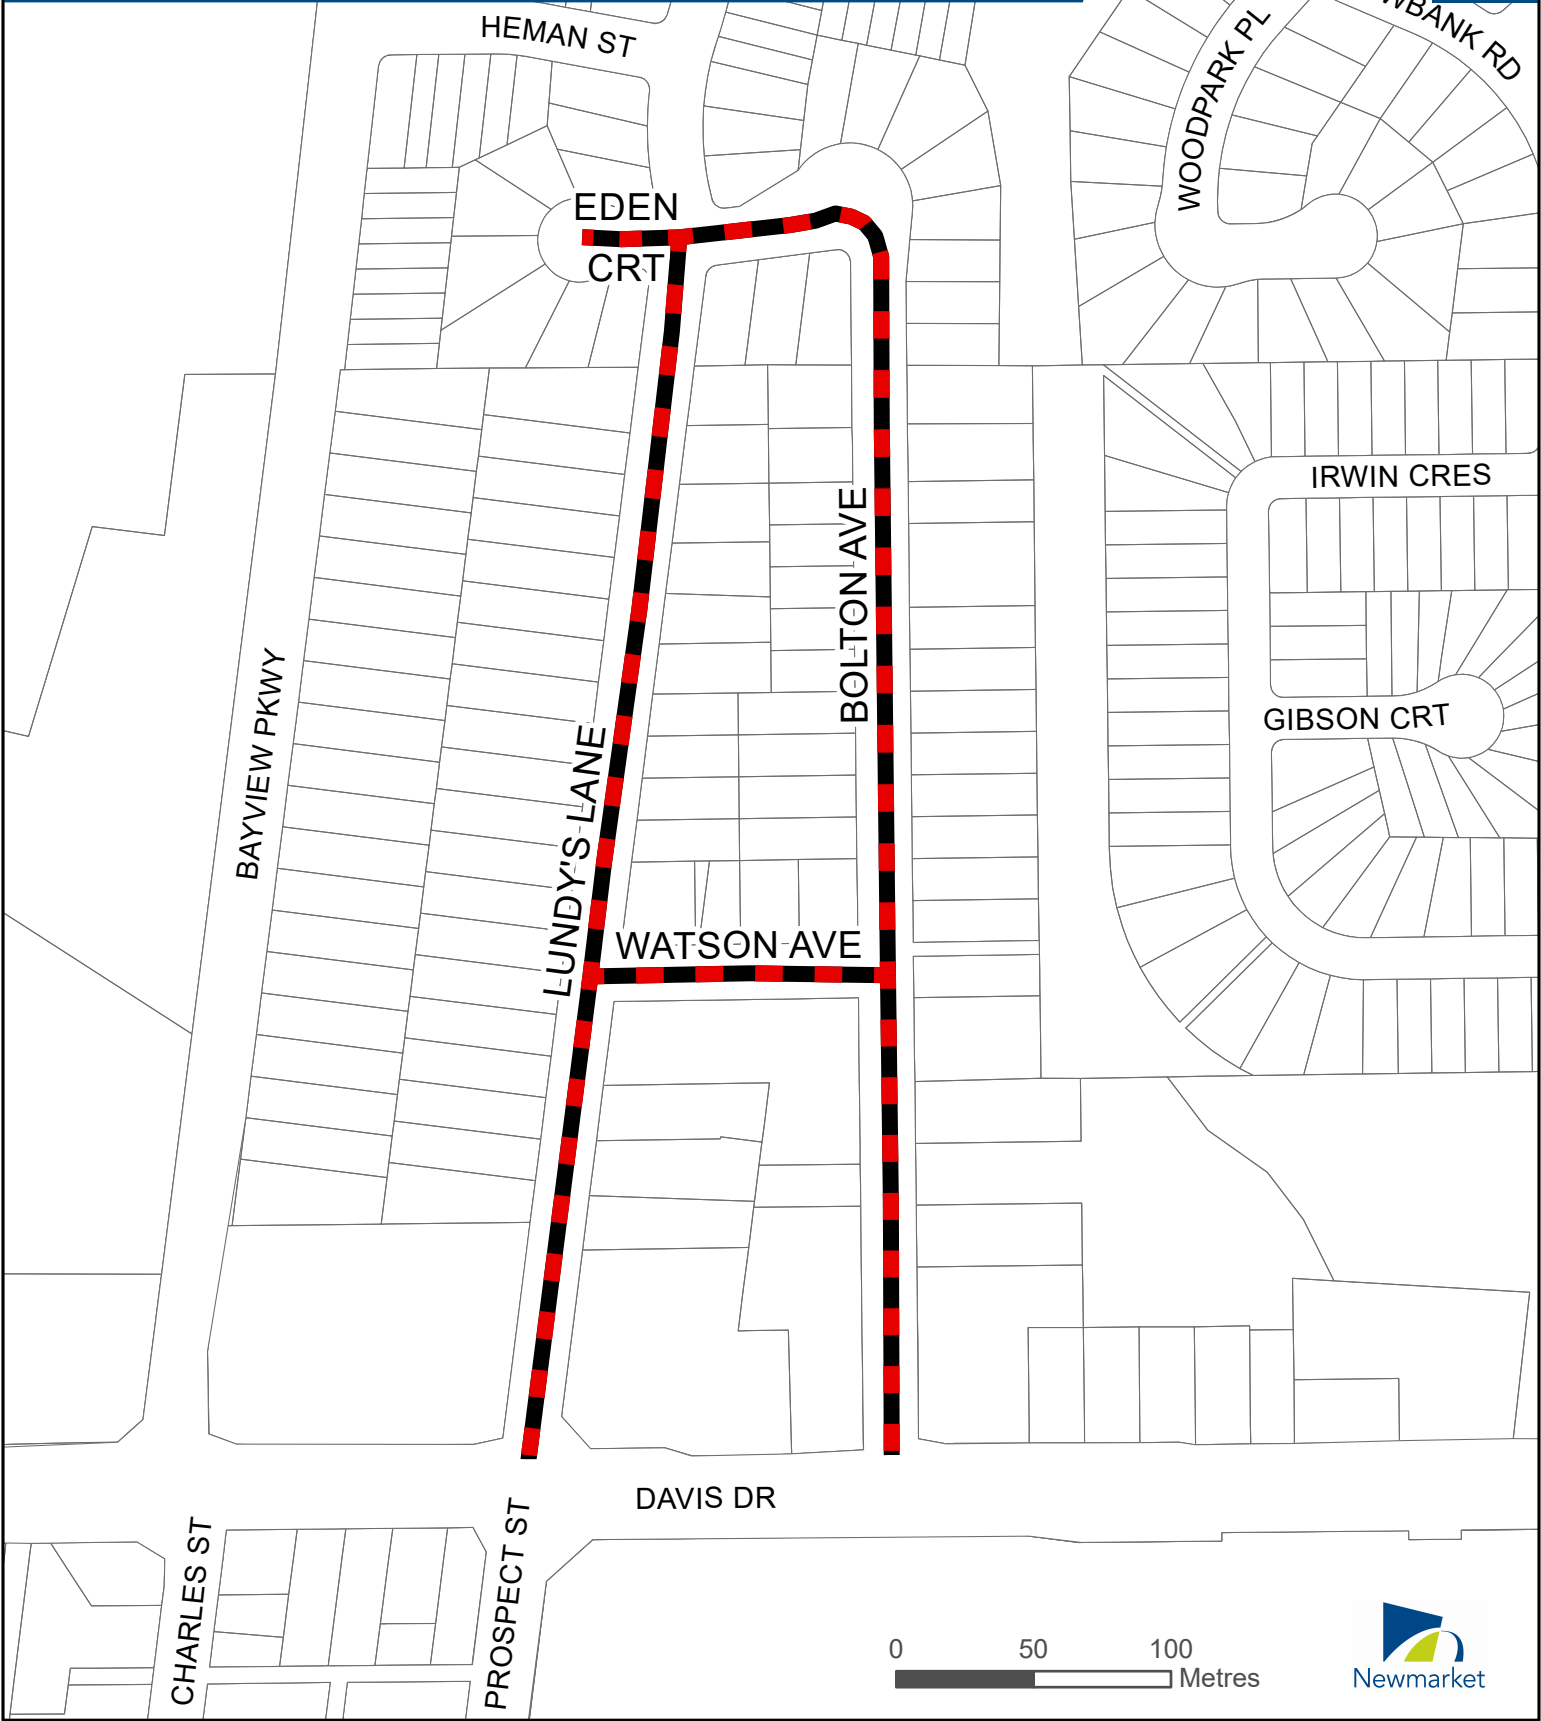 HEMAN ST
WOODPARK PL
WBANK RD
EDEN
CRT
IRWIN CRES
BOLTON AVE
GIBSON CRT
BAYVIEW PKWY
LUNDY'S LANE
WATSON AVE
DAVIS DR
CHARLES ST
PROSPECT ST
0 50 100
Metres
Newmarket